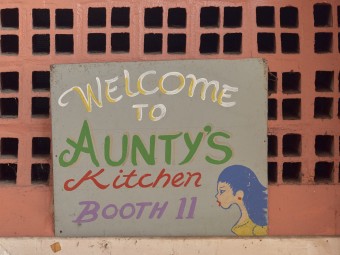 WELCOME
TO
AUNTY'S
Kitchen
BOOTH 11